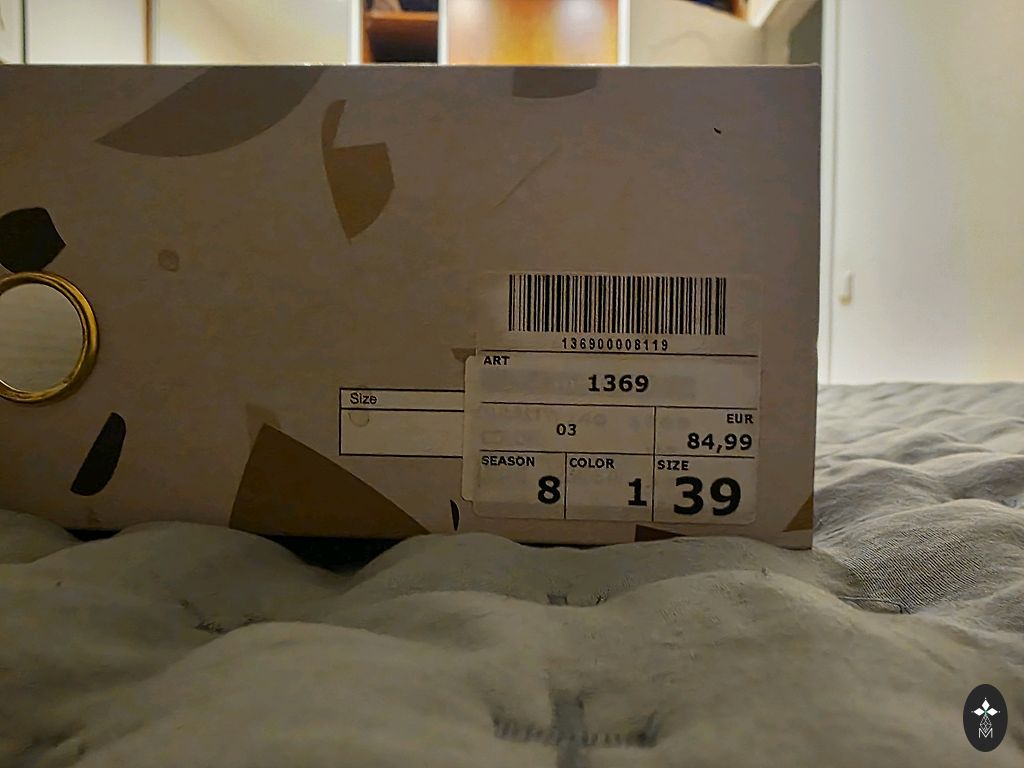 136900008119
ART
1369
Size
03
EUR
84,99
SEASON
8
COLOR
1
SIZE
39
M